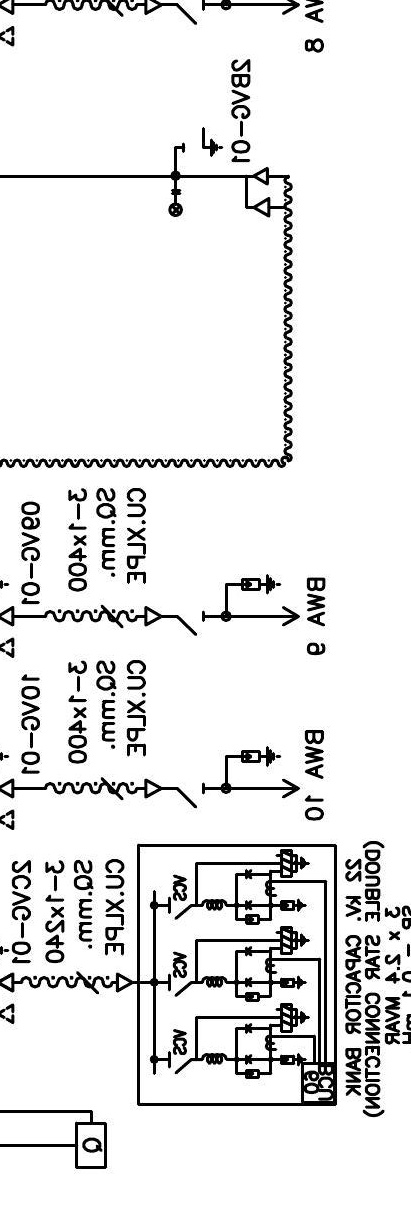 BWA 8
2BVG-01
BWA 9
CU.XLPE
SQ.mm.
3-1x400
09VG-01
BWA 10
CU.XLPE
SQ.mm.
3-1x400
10VG-01
3 x 2.4 MVAR
22 kV. CAPACITOR BANK
(DOUBLE STAR CONNECTION)
BCU
60
VCS
VCS
VCS
CU.XLPE
SQ.mm.
3-1x240
2CVG-01
Q